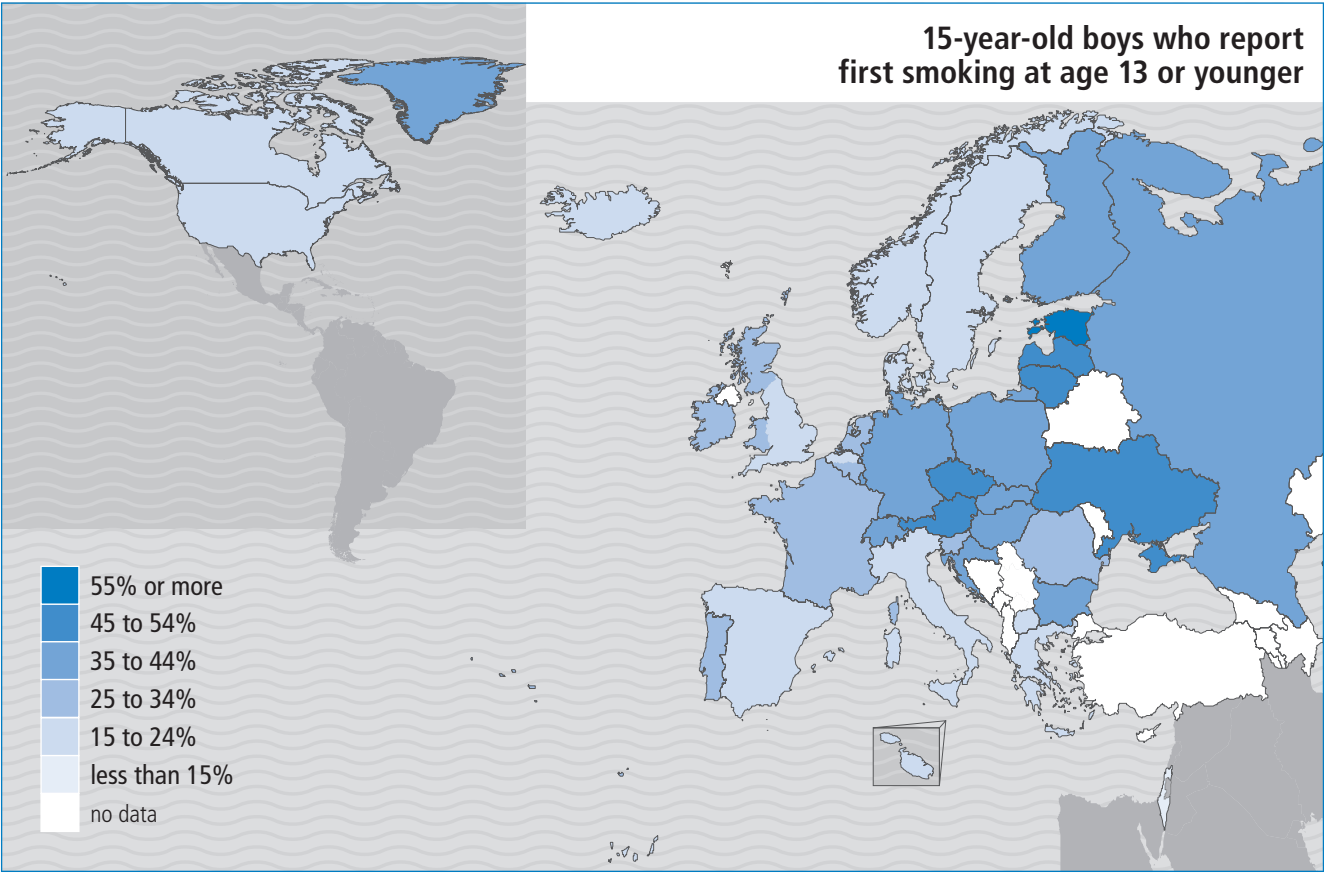 15-year-old boys who report
first smoking at age 13 or younger
55% or more
45 to 54%
35 to 44%
25 to 34%
15 to 24%
less than 15%
no data